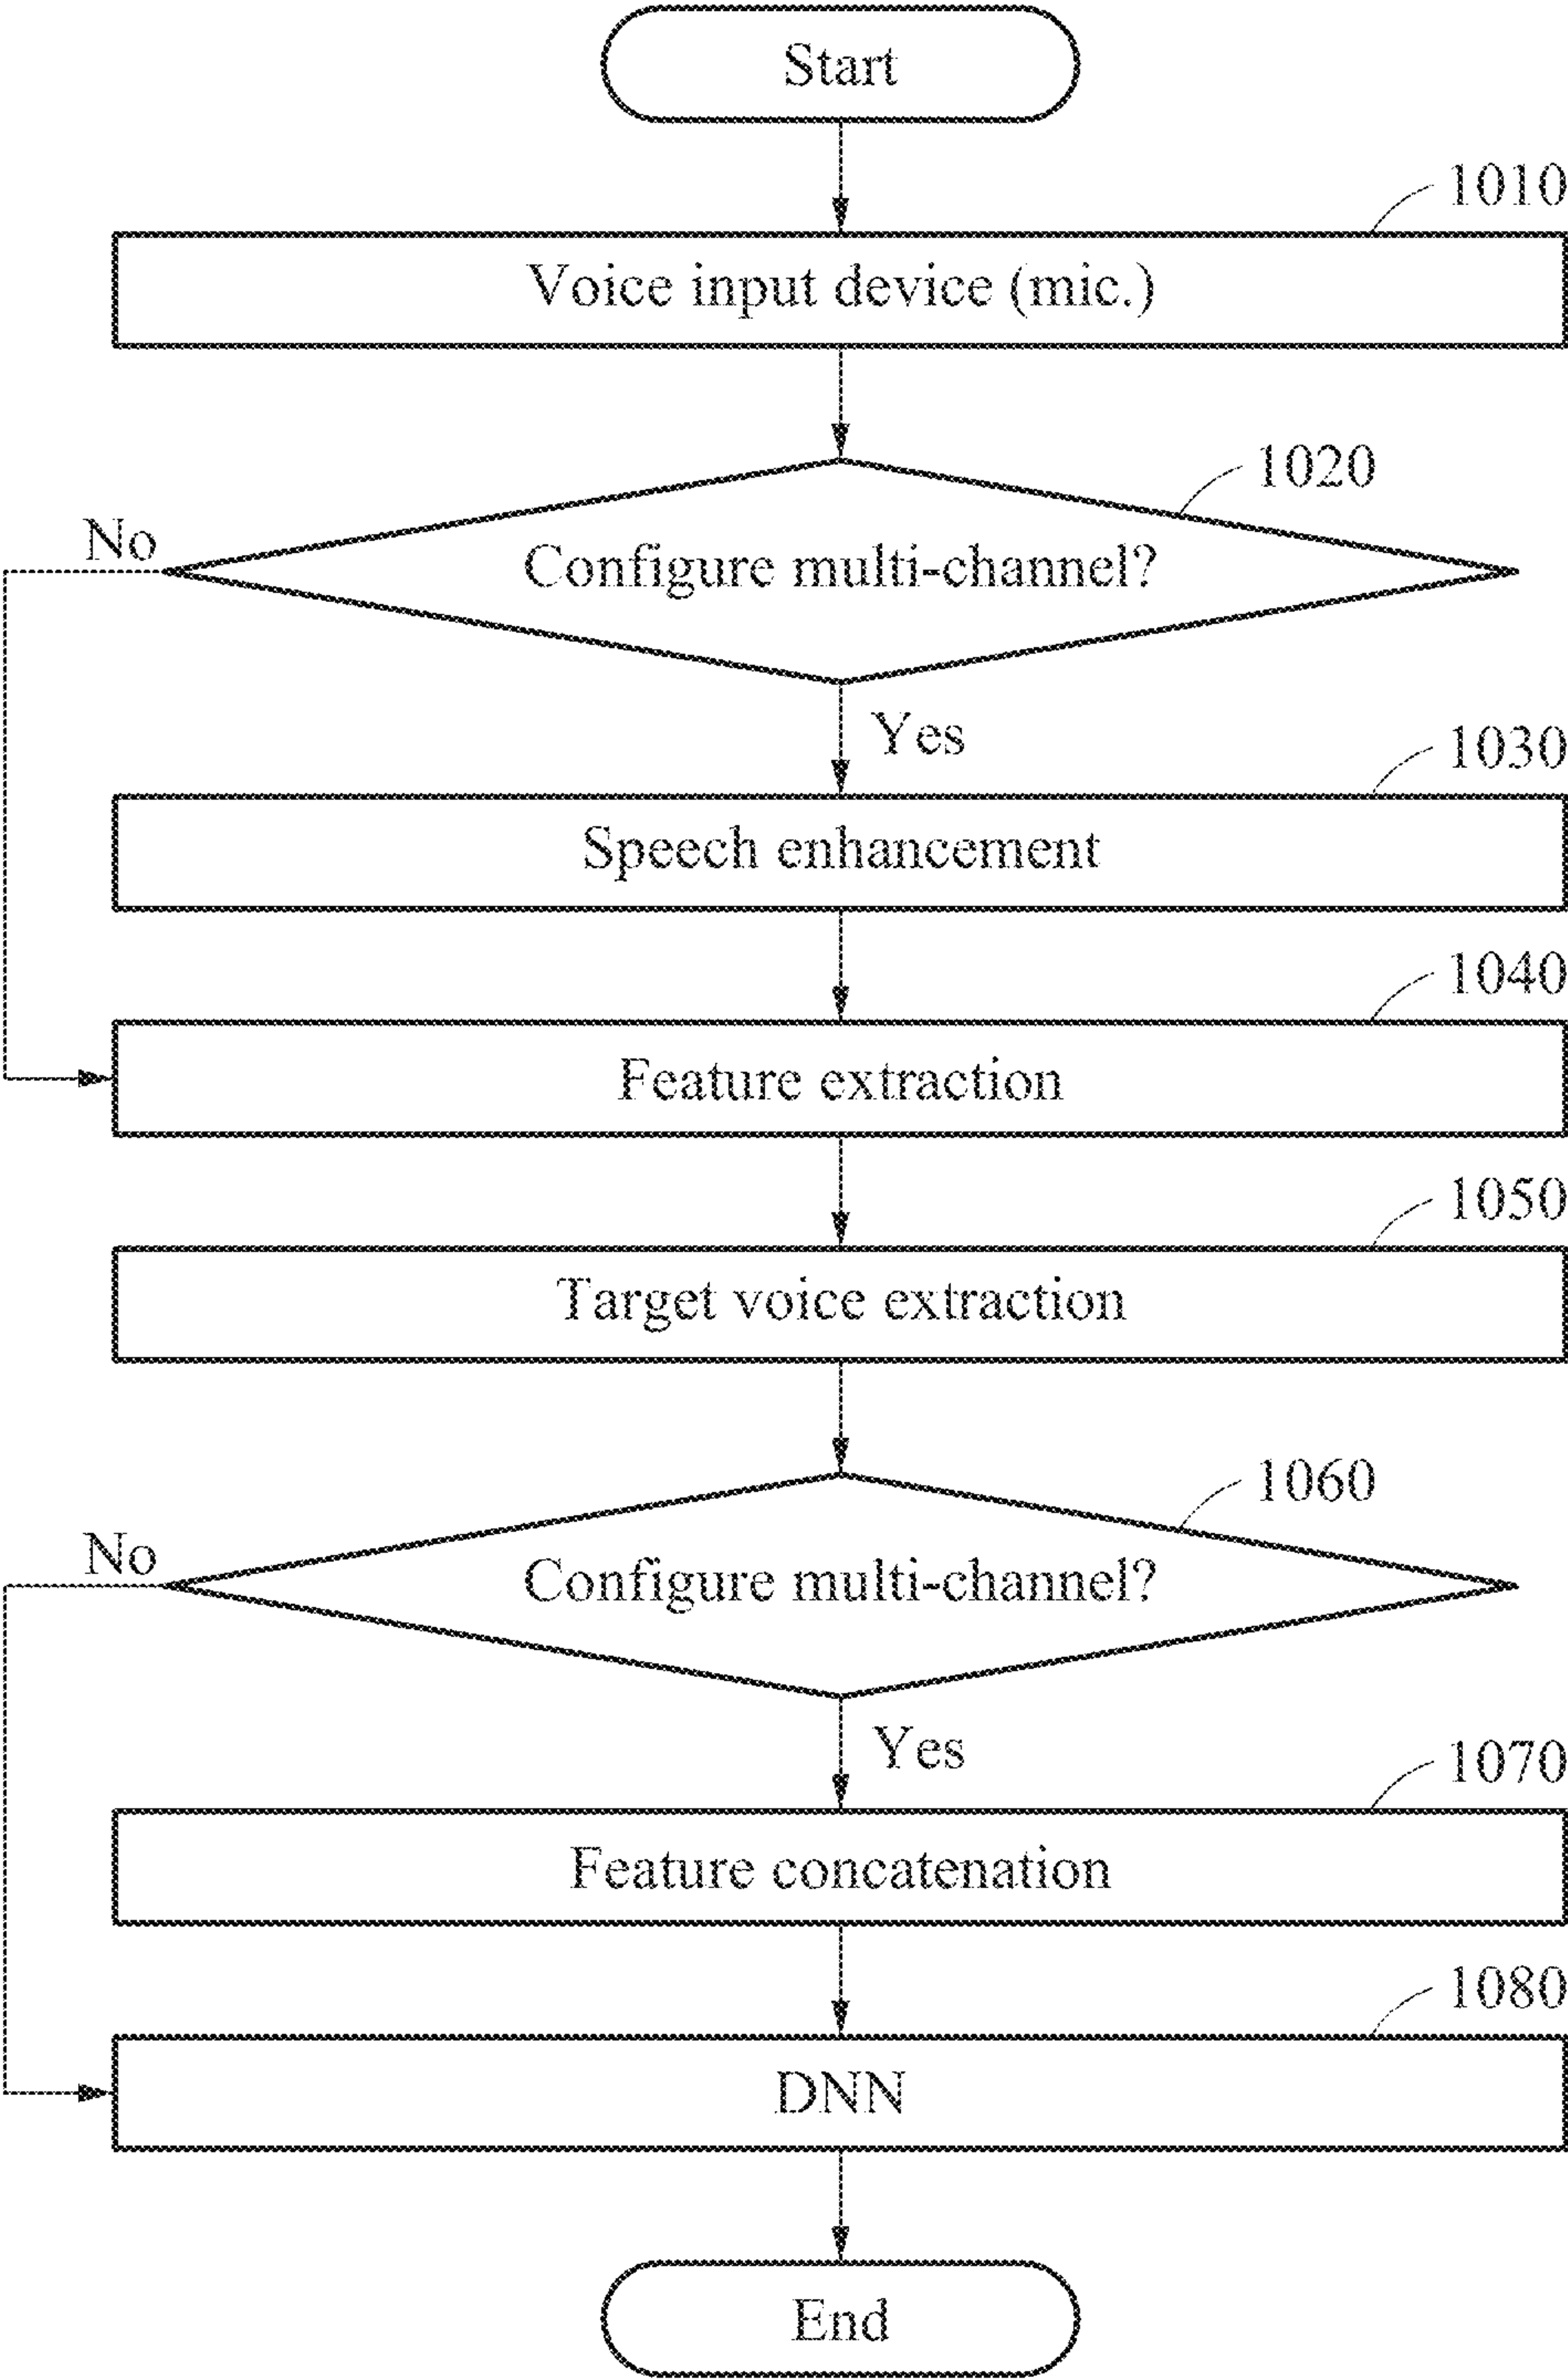 Start
1010
Voice input device (mic.)
1020
No
Configure multi-channel?
Yes
1030
Speech enhancement
1040
Feature extraction
1050
Target voice extraction
1060
No
Configure multi-channel?
Yes
1070
Feature concatenation
1080
DNN
End